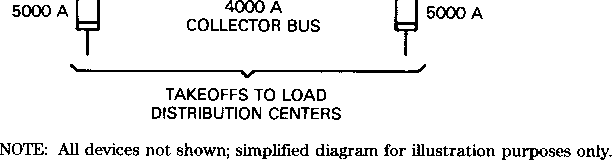 5000 A
4000 A
COLLECTOR BUS
5000 A
TAKEOFFS TO LOAD
DISTRIBUTION CENTERS
NOTE: All devices not shown; simplified diagram for illustration purposes only.